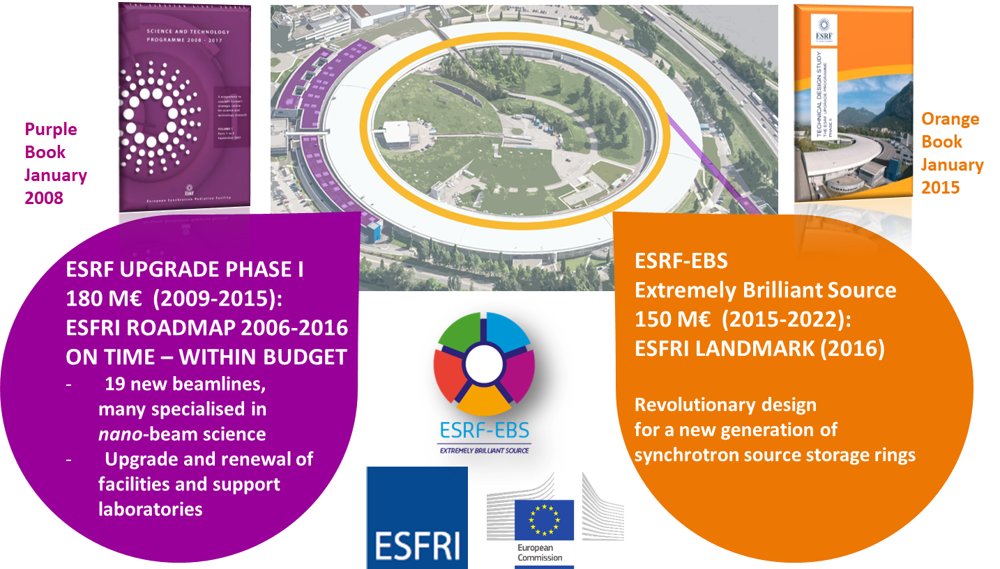 SCIENCE AND TECHNOLOGY
PROGRAMME 2008 - 2017
A programme to
upgrade Europe's
strategic centre
for science and
technology research
VOLUME 1
September 2007
ESRF
European Synchrotron Radiation Facility
Purple
Book
January
2008
ESRF
TECHNICAL DESIGN STUDY
THE ESRF UPGRADE PROGRAMME
PHASE II
Orange
Book
January
2015
ESRF UPGRADE PHASE I
180 M€ (2009-2015):
ESFRI ROADMAP 2006-2016
ON TIME – WITHIN BUDGET
- 19 new beamlines,
many specialised in
nano-beam science
- Upgrade and renewal of
facilities and support
laboratories
ESRF-EBS
EXTREMELY BRILLIANT SOURCE
ESFRI
European
Commission
ESRF-EBS
Extremely Brilliant Source
150 M€ (2015-2022):
ESFRI LANDMARK (2016)
Revolutionary design
for a new generation of
synchrotron source storage rings